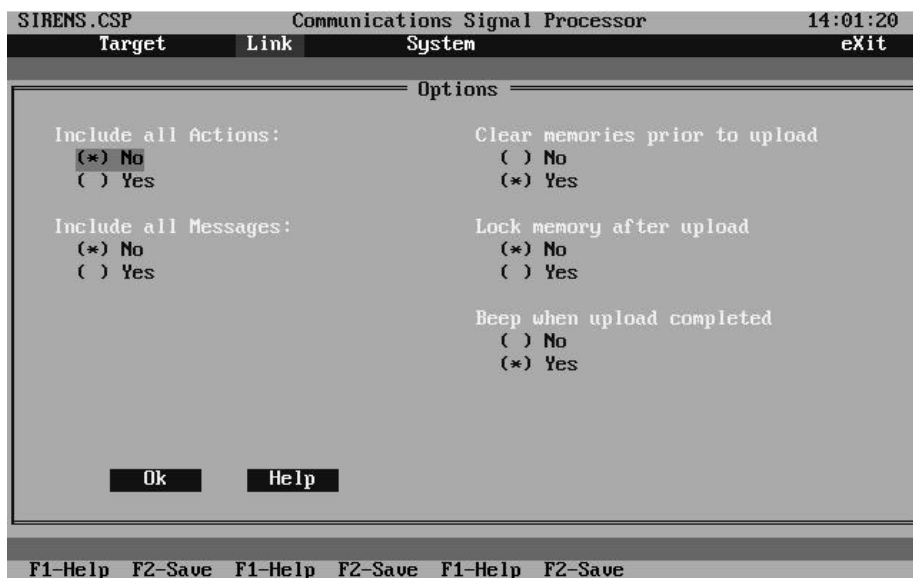 SIRENS.CSP Communications Signal Processor 14:01:20
Target Link System eXit
Options
Include all Actions: Clear memories prior to upload
(*) No ( ) No
( ) Yes (*) Yes
Include all Messages: Lock memory after upload
(*) No (*) No
( ) Yes ( ) Yes
Beep when upload completed
( ) No
(*) Yes
Ok Help
F1-Help F2-Save F1-Help F2-Save F1-Help F2-Save